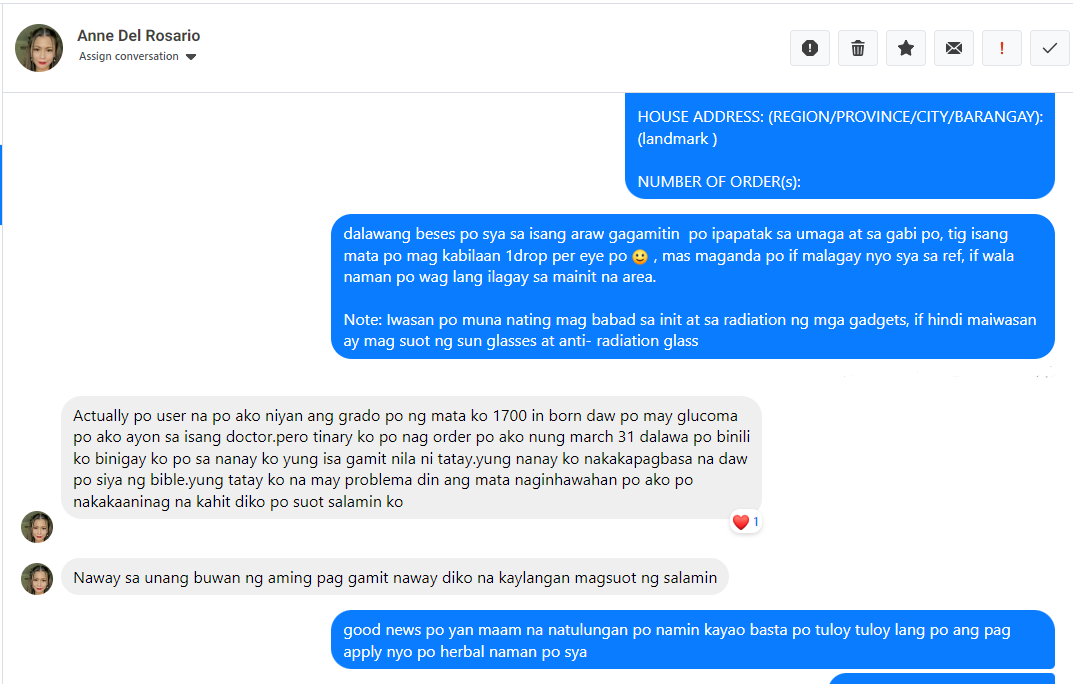 Anne Del Rosario
Assign conversation
HOUSE ADDRESS: (REGION/PROVINCE/CITY/BARANGAY):
(landmark )
NUMBER OF ORDER(s):
dalawang beses po sya sa isang araw gagamitin  po ipapatak sa umaga at sa gabi po, tig isang
mata po mag kabilaan 1drop per eye po 🙂 , mas maganda po if malagay nyo sya sa ref, if wala
naman po wag lang ilagay sa mainit na area.
Note: Iwasan po muna nating mag babad sa init at sa radiation ng mga gadgets, if hindi maiwasan
ay mag suot ng sun glasses at anti- radiation glass
Actually po user na po ako niyan ang grado po ng mata ko 1700 in born daw po may glucoma
po ako ayon sa isang doctor.pero tinary ko po nag order po ako nung march 31 dalawa po binili
ko binigay ko po sa nanay ko yung isa gamit nila ni tatay.yung nanay ko nakakapagbasa na daw
po siya ng bible.yung tatay ko na may problema din ang mata naginhawahan po ako po
nakakaaninag na kahit diko po suot salamin ko
❤️ 1
Naway sa unang buwan ng aming pag gamit naway diko na kaylangan magsuot ng salamin
good news po yan maam na natulungan po namin kayao basta po tuloy tuloy lang po ang pag
apply nyo po herbal naman po sya